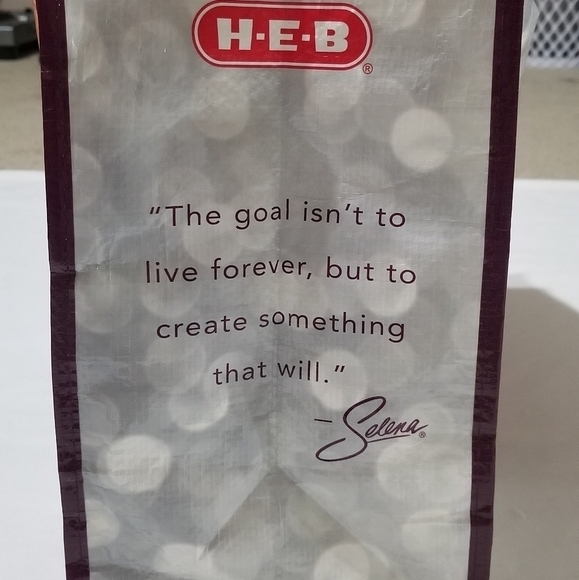 H-E-B®
“The goal isn’t to
live forever, but to
create something
that will.”
– Selena®